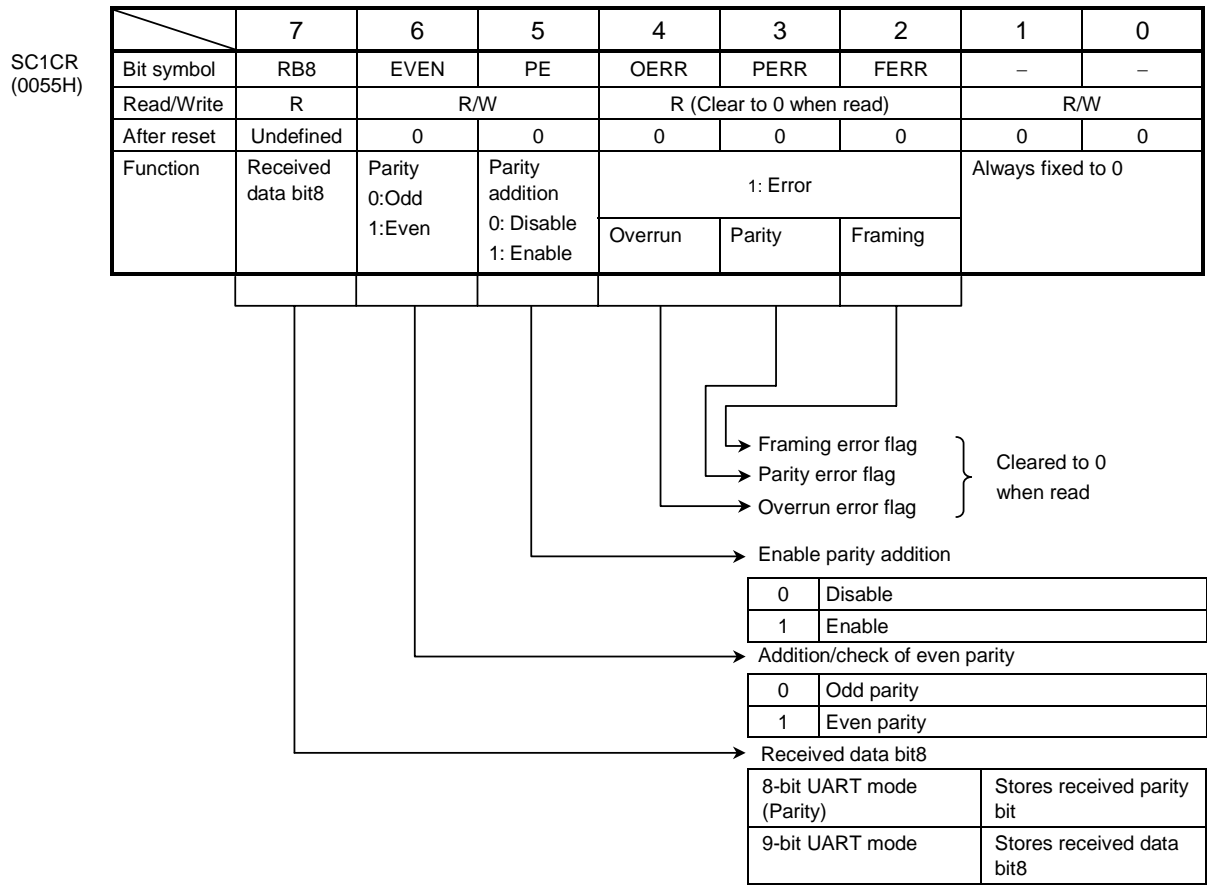 7 6 5 4 3 2 1 0
SC1CR
(0055H)
Bit symbol RB8 EVEN PE OERR PERR FERR − −
Read/Write R R/W R (Clear to 0 when read) R/W
After reset Undefined 0 0 0 0 0 0 0
Function
Received
data bit8
Parity
0:Odd
1:Even
Parity
addition
0: Disable
1: Enable
1: Error
Overrun Parity Framing
Always fixed to 0
Framing error flag
Parity error flag
Overrun error flag
Cleared to 0
when read
Enable parity addition
0 Disable
1 Enable
Addition/check of even parity
0 Odd parity
1 Even parity
Received data bit8
8-bit UART mode
(Parity)
Stores received parity
bit
9-bit UART mode
Stores received data
bit8